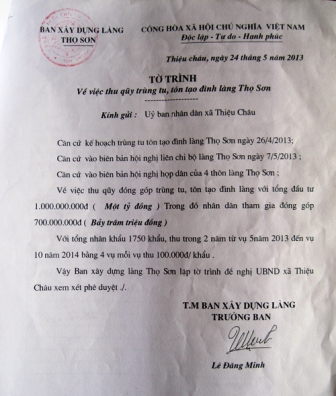 BAN XÂY DỰNG LÀNG
THỌ SƠN
CỘNG HÒA XÃ HỘI CHỦ NGHĨA VIỆT NAM
Độc lập - Tự do - Hạnh phúc
Thiệu châu, ngày 24 tháng 5 năm 2013
TỜ TRÌNH
Về việc thu quỹ trùng tu, tôn tạo đình làng Thọ Sơn
Kính gửi : Uỷ ban nhân dân xã Thiệu Châu
Căn cứ kế hoạch trùng tu tôn tạo đình làng Thọ Sơn ngày 26/4/2013;
Căn cứ vào biên bản hội nghị liên chi bộ làng Thọ Sơn ngày 7/5/2013 ;
Căn cứ vào biên bản hội nghị họp dân của 4 thôn làng Thọ Sơn ;
Về việc thu quỹ đóng góp trùng tu, tôn tạo đình làng với tổng đầu tư
1.000.000.000đ ( Một tỷ đồng ) Trong đó nhân dân tham gia đóng góp
700.000.000đ ( Bảy trăm triệu đồng )
Với tổng nhân khẩu 1750 khẩu, thu trong 2 năm từ vụ 5năm 2013 đến vụ
10 năm 2014 bằng 4 vụ mỗi vụ thu 100.000đ/ khẩu .
Vậy Ban xây dựng làng Thọ Sơn lập tờ trình đề nghị UBND xã Thiệu
Châu xem xét phê duyệt ./.
T.M BAN XÂY DỰNG LÀNG
TRƯỞNG BAN
Lê Đăng Minh